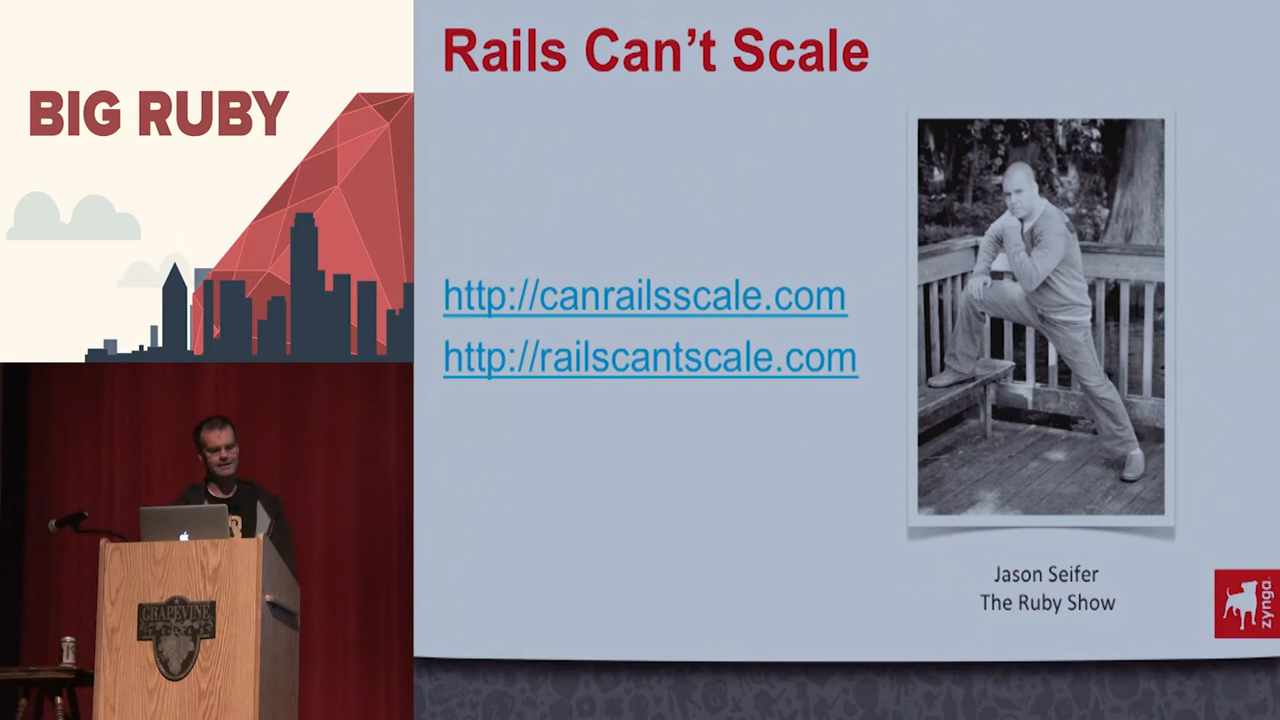 BIG RUBY
Rails Can't Scale
http://canrailsscale.com
http://railscantscale.com
Jason Seifer
The Ruby Show
zynga
GRAPEVINE